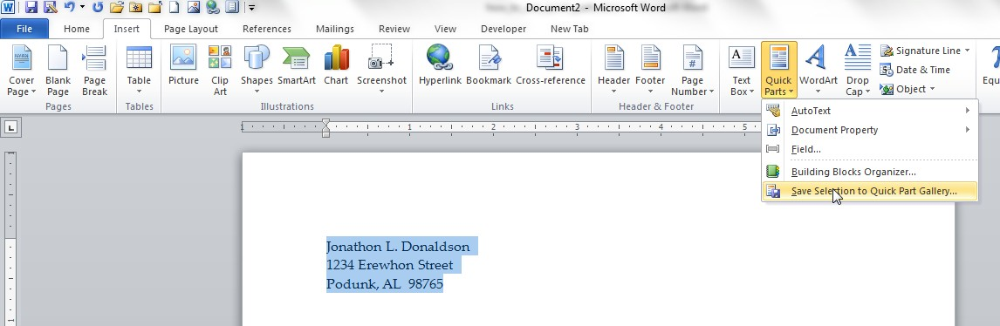 Document2 - Microsoft Word
File Home Insert Page Layout References Mailings Review View Developer New Tab
Cover Page
Blank Page
Page Break
Table
Picture
Clip Art
Shapes
SmartArt
Chart
Screenshot
Hyperlink
Bookmark
Cross-reference
Header
Footer
Page Number
Text Box
Quick Parts
WordArt
Drop Cap
Signature Line
Date & Time
Object
Pages Tables Illustrations Links Header & Footer
AutoText
Document Property
Field...
Building Blocks Organizer...
Save Selection to Quick Part Gallery...
1 1 2 3 4 5
Jonathon L. Donaldson
1234 Erewhon Street
Podunk, AL 98765